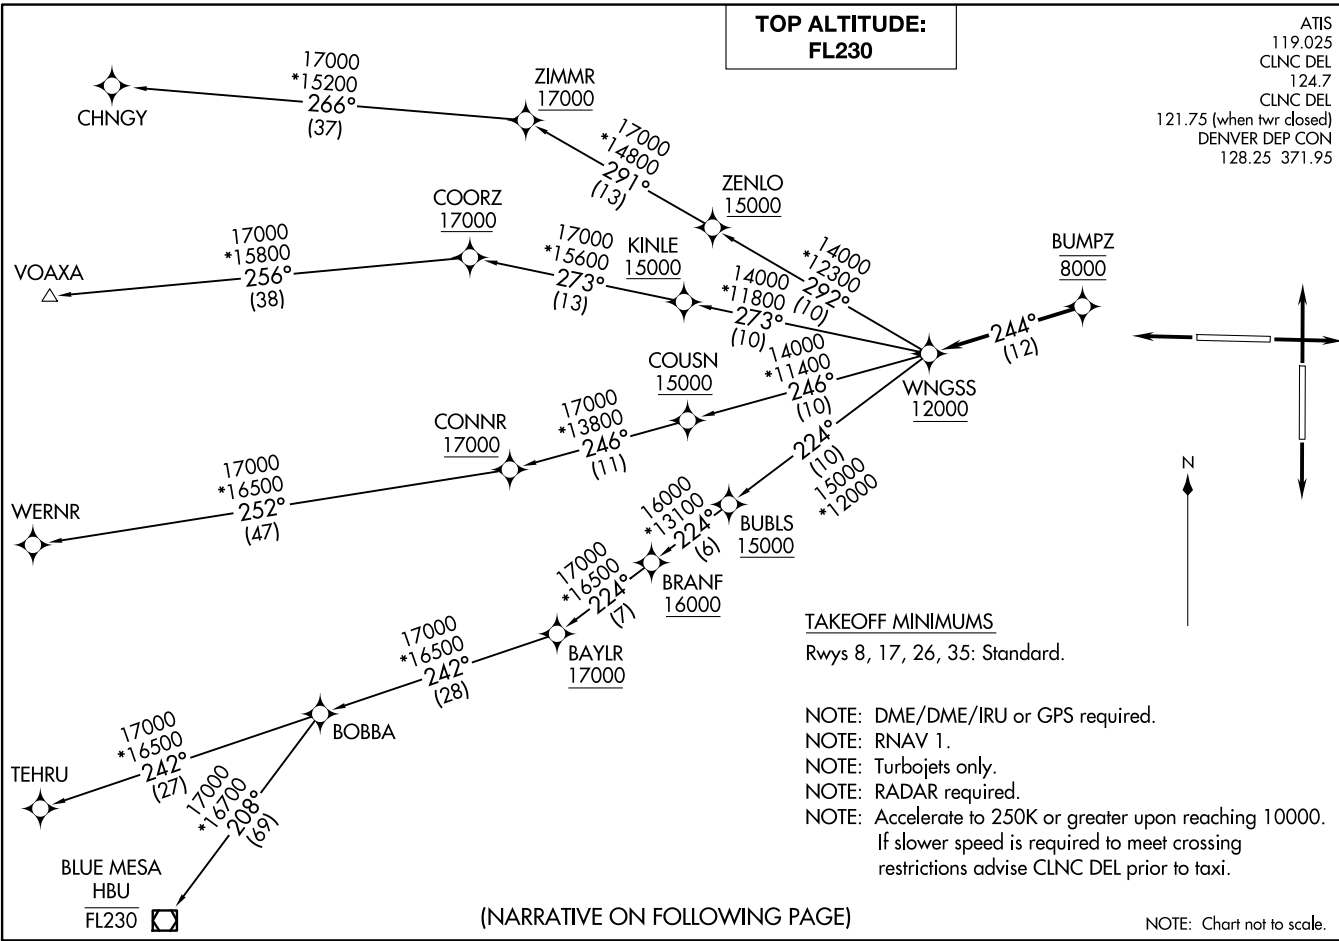 TOP ALTITUDE:
FL230
ATIS
119.025
CLNC DEL
124.7
CLNC DEL
121.75 (when twr closed)
DENVER DEP CON
128.25 371.95
CHNGY
17000
*15200
266°
(37)
ZIMMR
17000
17000
*14800
291°
(13)
ZENLO
15000
14000
*12300
292°
(10)
VOAXA
17000
*15800
256°
(38)
COORZ
17000
17000
*15600
273°
(13)
KINLE
15000
14000
*11800
273°
(10)
BUMPZ
8000
244°
(12)
WNGSS
12000
WERNR
17000
*16500
252°
(47)
CONNR
17000
17000
*13800
246°
(11)
COUSN
15000
14000
*11400
246°
(10)
224°
(10)
15000
*12000
BUBLS
15000
16000
*13100
224°
(6)
BRANF
16000
17000
*16500
224°
(7)
BAYLR
17000
17000
*16500
242°
(28)
BOBBA
TEHRU
17000
*16500
242°
(27)
17000
*16700
208°
(69)
BLUE MESA
HBU
FL230
N
TAKEOFF MINIMUMS
Rwys 8, 17, 26, 35: Standard.
NOTE: DME/DME/IRU or GPS required.
NOTE: RNAV 1.
NOTE: Turbojets only.
NOTE: RADAR required.
NOTE: Accelerate to 250K or greater upon reaching 10000.
If slower speed is required to meet crossing
restrictions advise CLNC DEL prior to taxi.
(NARRATIVE ON FOLLOWING PAGE)
NOTE: Chart not to scale.